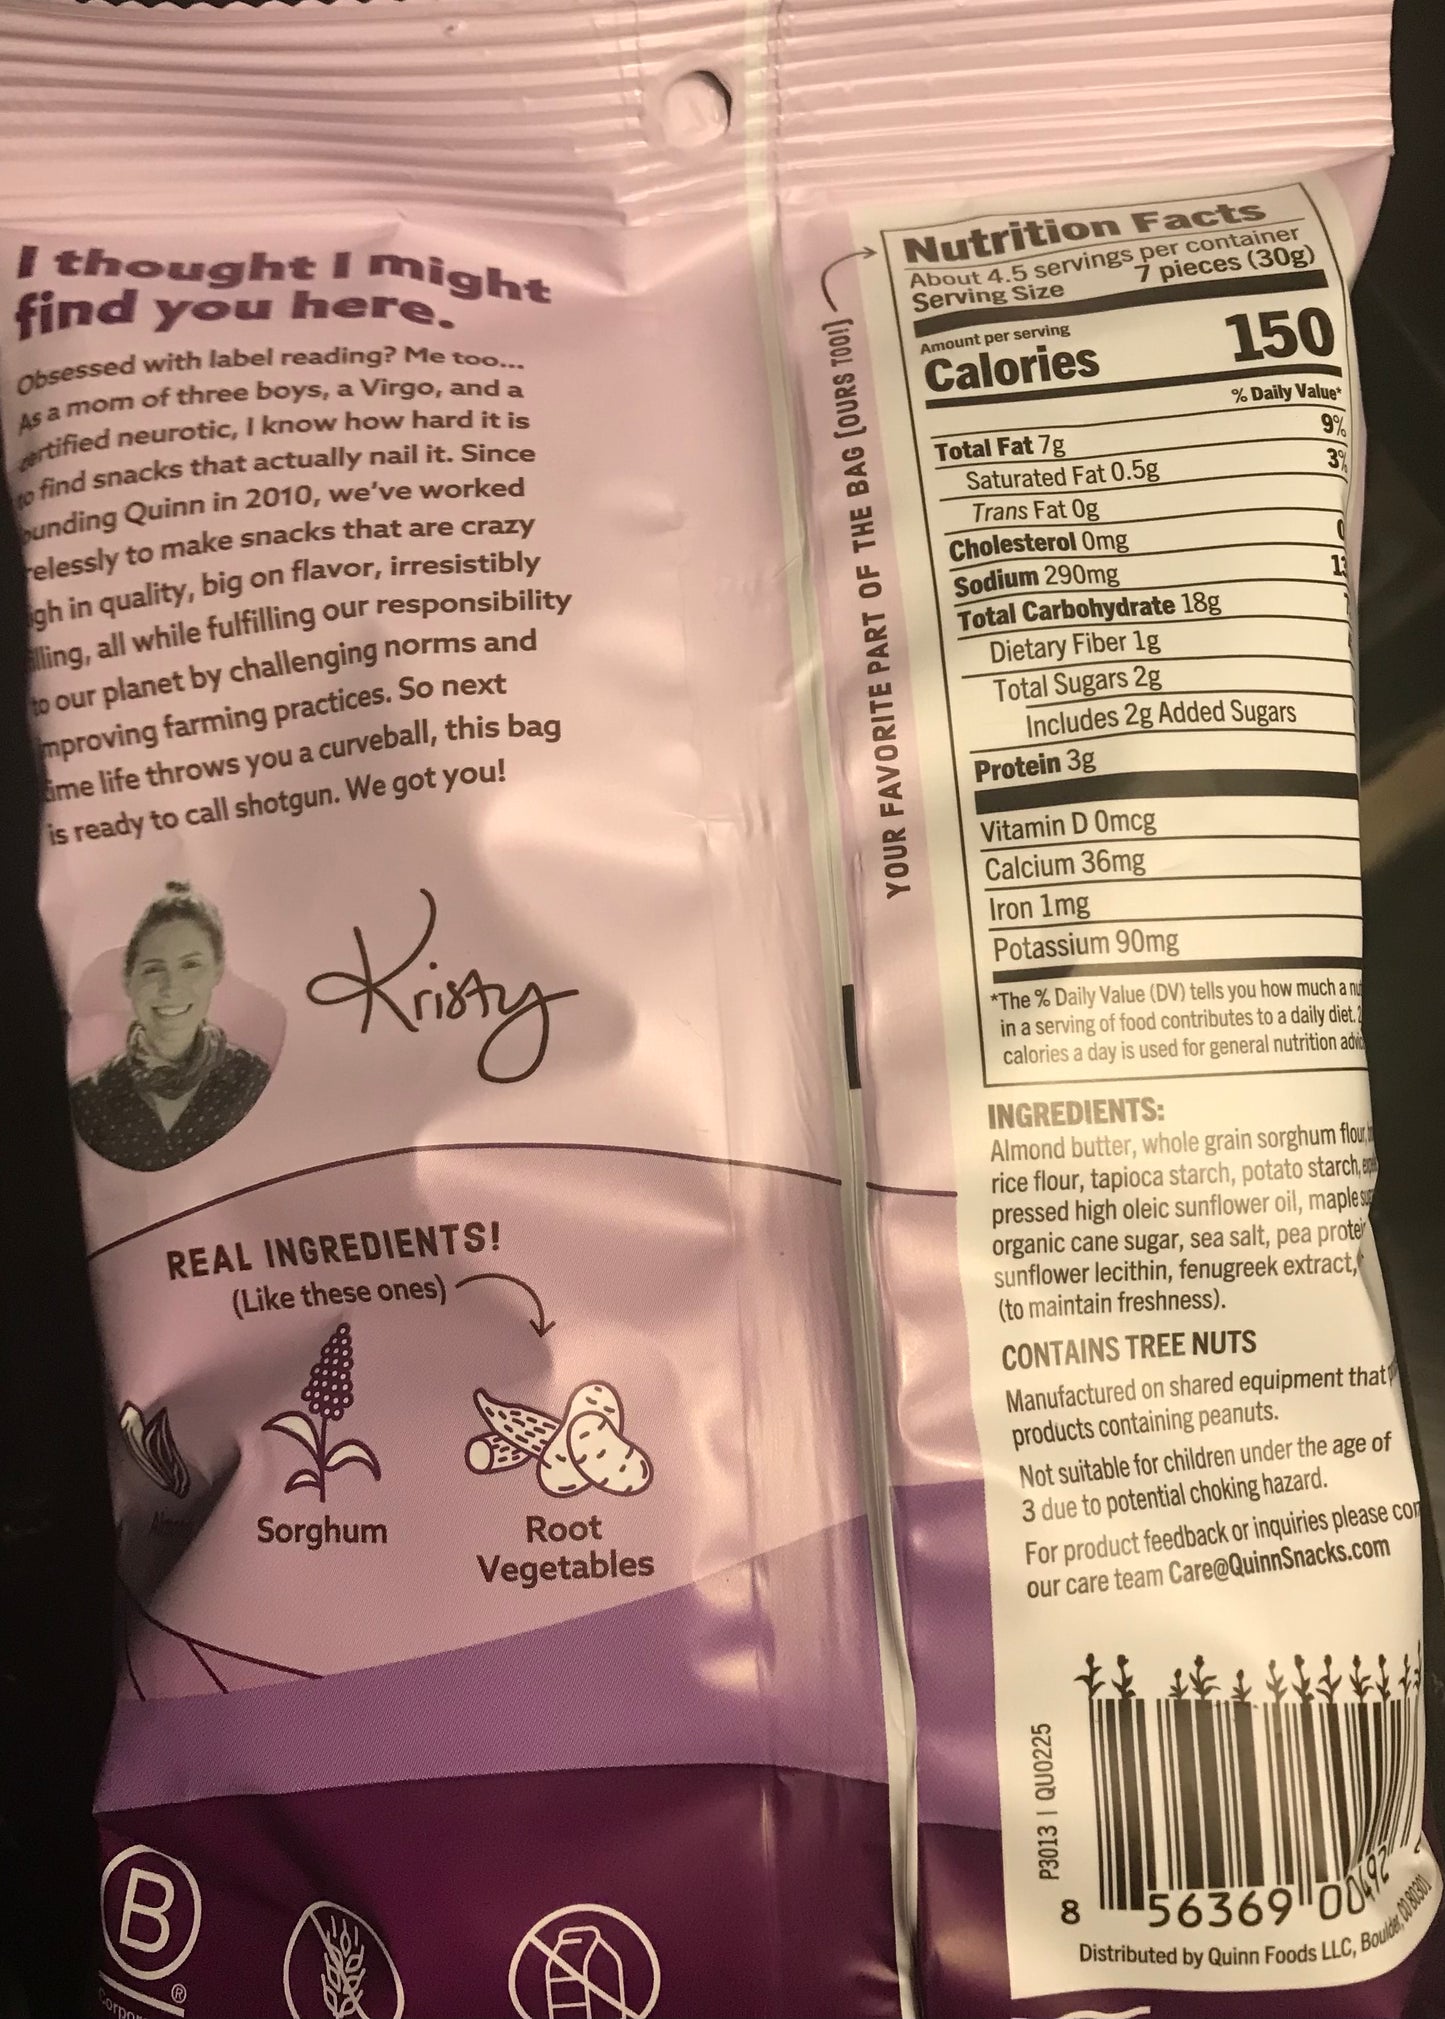 I thought I might
find you here.
Obsessed with label reading? Me too...
As a mom of three boys, a Virgo, and a
neurotic, I know how hard it is
to find snacks that actually nail it. Since
Quinn in 2010, we've worked
to make snacks that are crazy
in quality, big on flavor, irresistibly
all while fulfilling our responsibility
to our planet by challenging norms and
farming practices. So next
life throws you a curveball, this bag
is ready to call shotgun. We got you!
Kristy
REAL INGREDIENTS!
(Like these ones)
Sorghum
Root
Vegetables
B
®
YOUR FAVORITE PART OF THE BAG (OURS TOO!)
Nutrition Facts
About 4.5 servings per container
Serving Size 7 pieces (30g)
Amount per serving
Calories 150
% Daily Value*
Total Fat 7g 9%
Saturated Fat 0.5g 3%
Trans Fat 0g
Cholesterol 0mg
Sodium 290mg
Total Carbohydrate 18g
Dietary Fiber 1g
Total Sugars 2g
Includes 2g Added Sugars
Protein 3g
Vitamin D 0mcg
Calcium 36mg
Iron 1mg
Potassium 90mg
*The % Daily Value (DV) tells you how much a
in a serving of food contributes to a daily diet.
calories a day is used for general nutrition
INGREDIENTS:
Almond butter, whole grain sorghum flour,
rice flour, tapioca starch, potato starch,
pressed high oleic sunflower oil, maple
organic cane sugar, sea salt, pea
sunflower lecithin, fenugreek extract,
(to maintain freshness).
CONTAINS TREE NUTS
Manufactured on shared equipment that
products containing peanuts.
Not suitable for children under the age of
3 due to potential choking hazard.
For product feedback or inquiries please
our care team Care@QuinnSnacks.com
P3013 | QU0225
8 56369 00492
Distributed by Quinn Foods LLC, Boulder, CO 80301